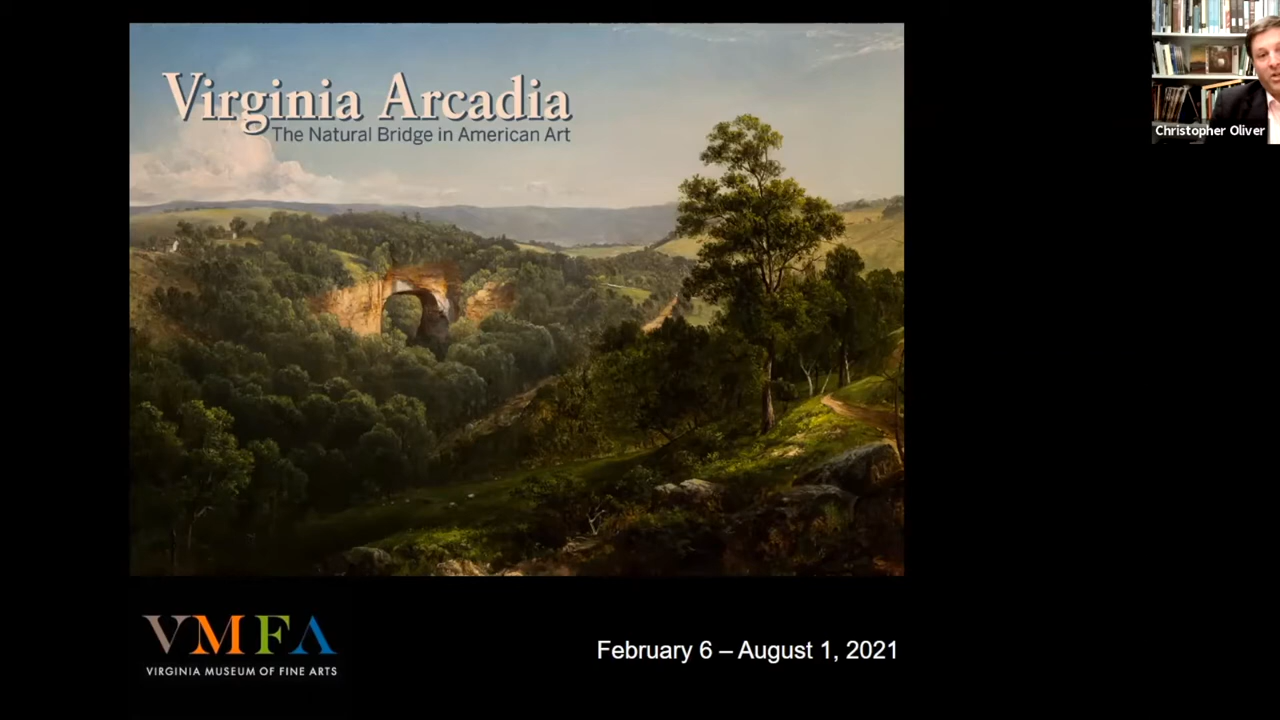 Virginia Arcadia
The Natural Bridge in American Art
Christopher Oliver
VMFA
VIRGINIA MUSEUM OF FINE ARTS
February 6 – August 1, 2021